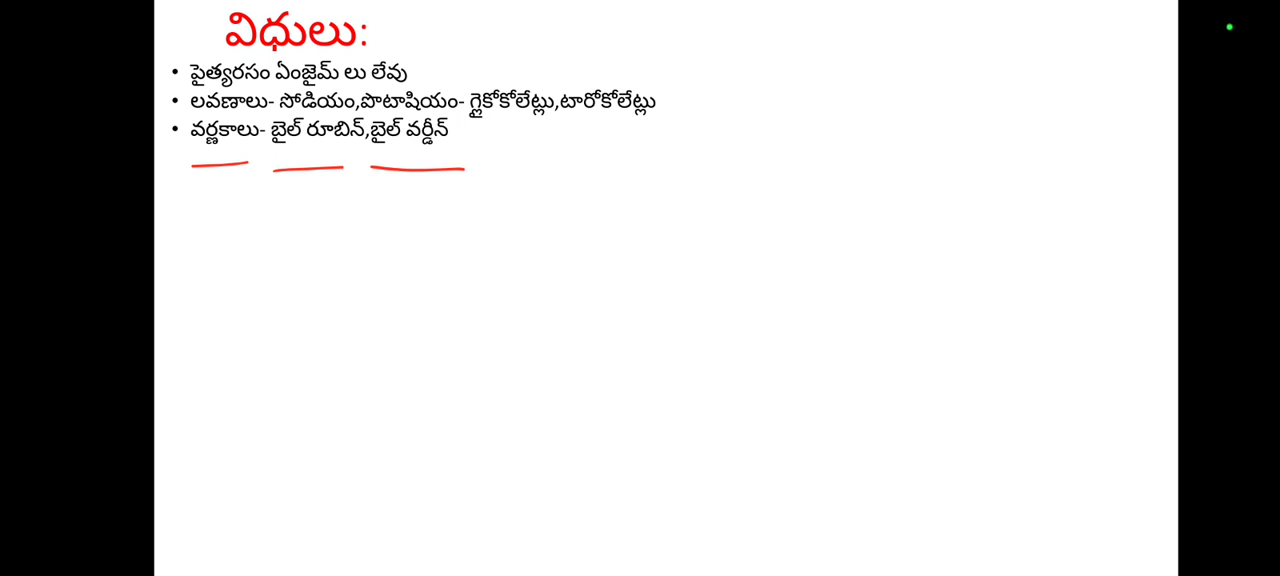 విధులు:
• పైత్యరసం ఏంజైమ్ లు లేవు
• లవణాలు- సోడియం,పొటాషియం- గ్లైకోకోలేట్లు,టారోకోలేట్లు
• వర్ణకాలు- బైల్ రూబిన్,బైల్ వర్డీన్